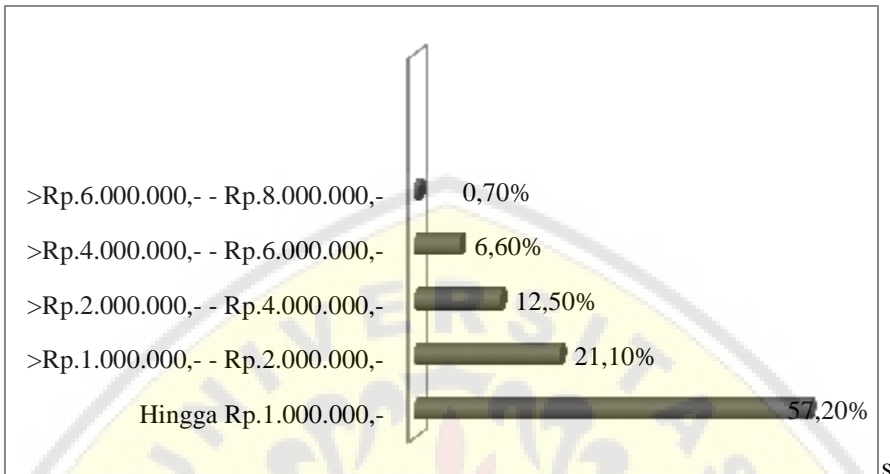 >Rp.6.000.000,- - Rp.8.000.000,- 0,70%
>Rp.4.000.000,- - Rp.6.000.000,- 6,60%
>Rp.2.000.000,- - Rp.4.000.000,- 12,50%
>Rp.1.000.000,- - Rp.2.000.000,- 21,10%
Hingga Rp.1.000.000,- 57,20%
s
UNIVERSITA